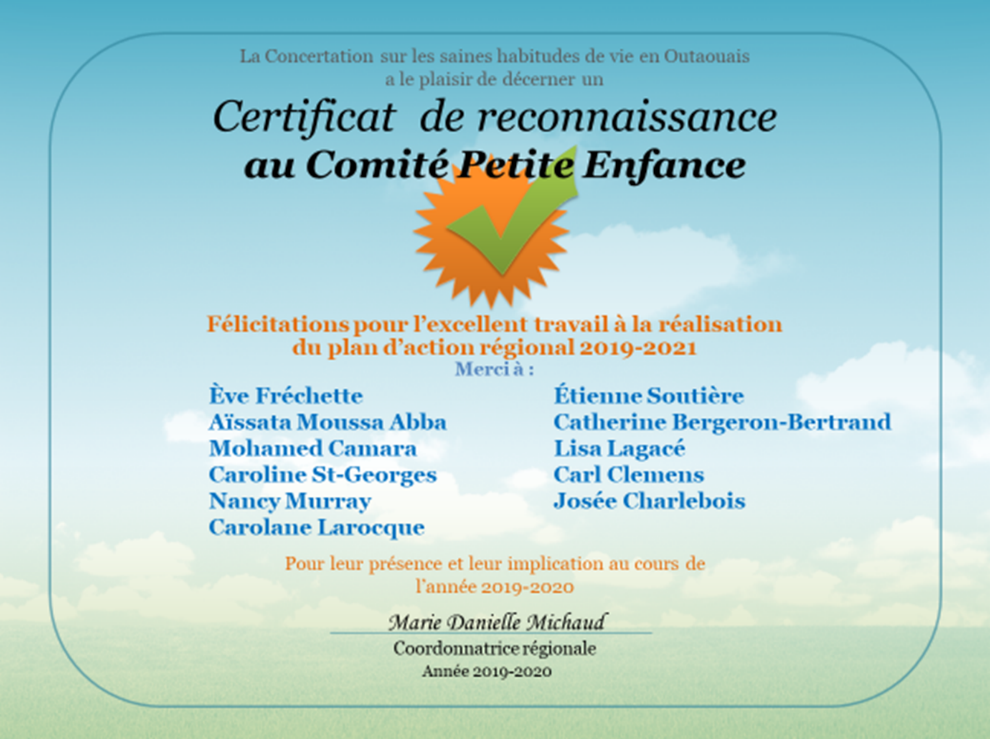 La Concertation sur les saines habitudes de vie en Outaouais
a le plaisir de décerner un
Certificat de reconnaissance
au Comité Petite Enfance
Félicitations pour l'excellent travail à la réalisation
du plan d'action régional 2019-2021
Merci à :
Ève Fréchette
Aïssata Moussa Abba
Mohamed Camara
Caroline St-Georges
Nancy Murray
Carolane Larocque
Étienne Soutière
Catherine Bergeron-Bertrand
Lisa Lagacé
Carl Clemens
Josée Charlebois
Pour leur présence et leur implication au cours de
l'année 2019-2020
Marie Danielle Michaud
Coordonnatrice régionale
Année 2019-2020